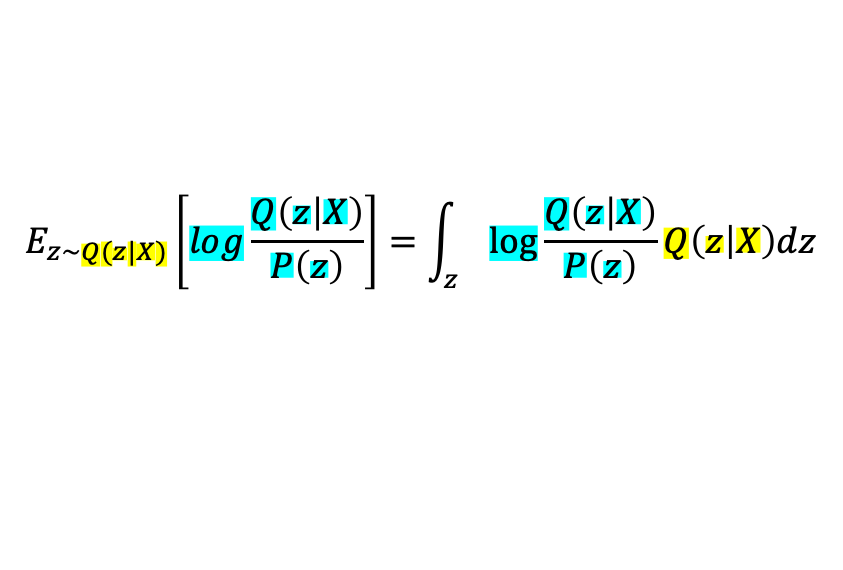 E_{z~Q(z|X)} [log Q(z|X)/P(z)] = ∫_z log Q(z|X)/P(z) Q(z|X)dz